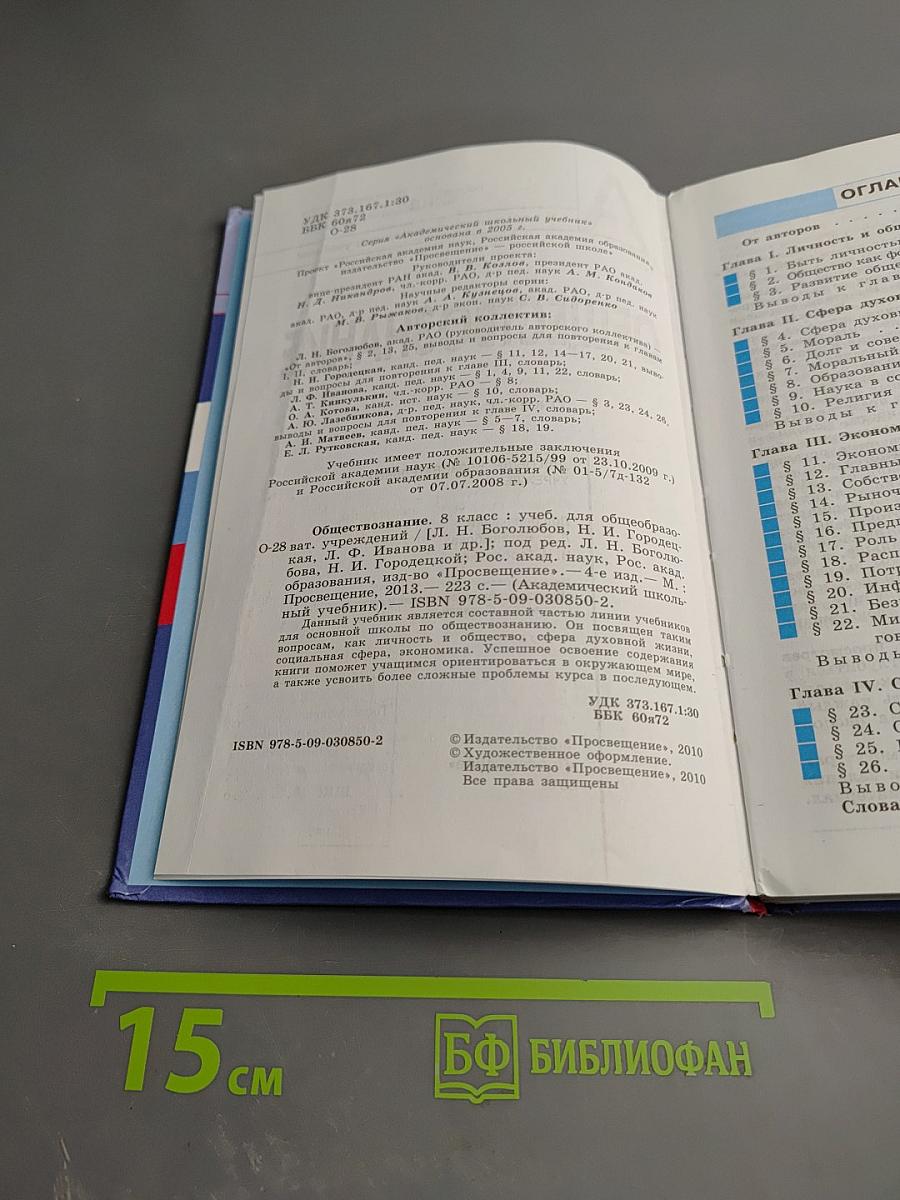 УДК 373.167.1:30
ББК 60я72
О-28
Серия «Академический школьный учебник»
основана в 2005 г.
Проект «Российская академия наук, Российская академия образования,
издательство «Просвещение» — российской школе»
Руководители проекта:
вице-президент РАН акад. В. В. Козлов, президент РАО акад.
Н. Д. Никандров, чл.-корр. РАО, д-р пед. наук А. М. Кондаков
Научные редакторы серии:
акад. РАО, д-р пед. наук А. А. Кузнецов, акад. РАО, д-р пед. наук
М. В. Рыжаков, д-р экон. наук С. В. Сидоренко
Авторский коллектив:
Л. Н. Боголюбов, акад. РАО (руководитель авторского коллектива) —
«От авторов», § 2, 13, 25, выводы и вопросы для повторения к главам
I, II, словарь;
Н. И. Городецкая, канд. пед. наук — § 11, 12, 14—17, 20, 21, выво-
ды и вопросы для повторения к главе III, словарь;
Л. Ф. Иванова, канд. пед. наук — § 1, 4, 9, 11, 22, словарь;
А. Т. Кинкулькин, чл.-корр. РАО — § 8;
О. А. Котова, канд. ист. наук — § 10, словарь;
А. Ю. Лазебникова, д-р. пед. наук, чл.-корр. РАО — § 3, 23, 24, 26,
выводы и вопросы для повторения к главе IV, словарь;
А. И. Матвеев, канд. пед. наук — § 5—7, словарь;
Е. Л. Рутковская, канд. пед. наук — § 18, 19.
Учебник имеет положительные заключения
Российской академии наук (№ 10106-5215/99 от 23.10.2009 г.)
и Российской академии образования (№ 01-5/7д-132
от 07.07.2008 г.)
Обществознание. 8 класс : учеб. для общеобразо-
О-28 ват. учреждений / [Л. Н. Боголюбов, Н. И. Городец-
кая, Л. Ф. Иванова и др.]; под ред. Л. Н. Боголю-
бова, Н. И. Городецкой; Рос. акад. наук, Рос. акад.
образования, изд-во «Просвещение».— 4-е изд.— М. :
Просвещение, 2013.— 223 с.— (Академический школь-
ный учебник).— ISBN 978-5-09-030850-2.
Данный учебник является составной частью линии учебников
для основной школы по обществознанию. Он посвящен таким
вопросам, как личность и общество, сфера духовной жизни,
социальная сфера, экономика. Успешное освоение содержания
книги поможет учащимся ориентироваться в окружающем мире,
а также усвоить более сложные проблемы курса в последующем.
УДК 373.167.1:30
ББК 60я72
ISBN 978-5-09-030850-2
© Издательство «Просвещение», 2010
© Художественное оформление.
Издательство «Просвещение», 2010
Все права защищены
ОГЛА
От авторов . . . .
Глава I. Личность и общ
§ 1. Быть личность
§ 2. Общество как фо
§ 3. Развитие обще
Выводы к глав
Глава II. Сфера духов
§ 4. Сфера духовн
§ 5. Мораль . .
§ 6. Долг и сове
§ 7. Моральный
§ 8. Образовани
§ 9. Наука в со
§ 10. Религия
Выводы к г
Глава III. Эконом
§ 11. Эконом
§ 12. Главны
§ 13. Собств
§ 14. Рыноч
§ 15. Произ
§ 16. Предп
§ 17. Роль
§ 18. Расп
§ 19. Потр
§ 20. Инф
§ 21. Без
§ 22. Ми
гов
Выводы
Глава IV. С
§ 23. С
§ 24. С
§ 25.
§ 26.
Выво
Слова
15 см
БФ БИБЛИОФАН